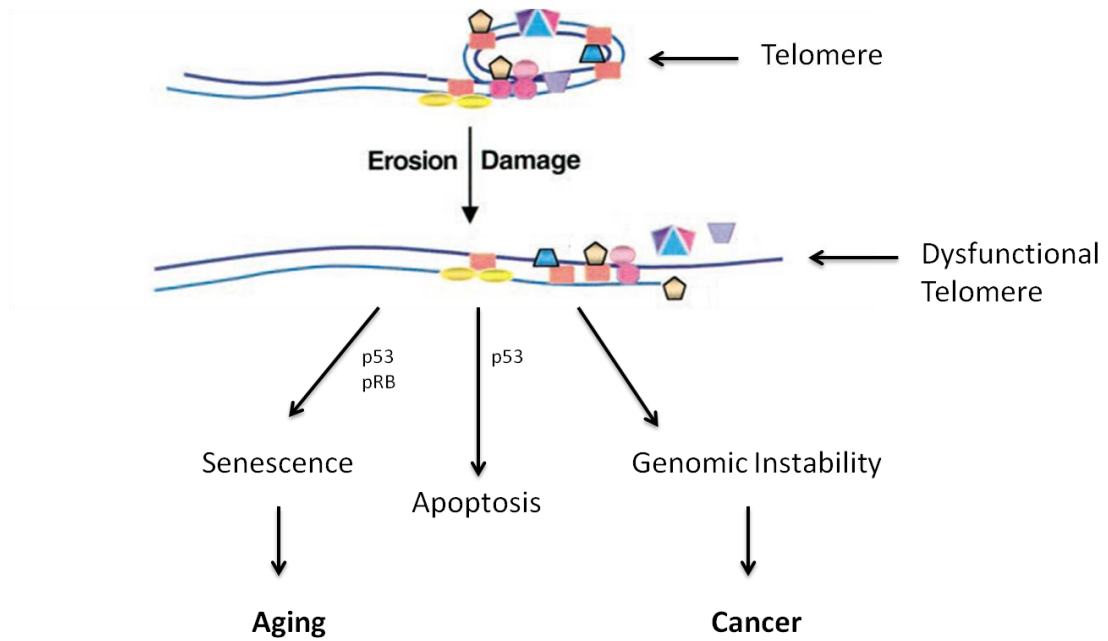 Telomere
Erosion Damage
Dysfunctional
Telomere
p53
pRB
p53
Senescence
Apoptosis
Genomic Instability
Aging
Cancer